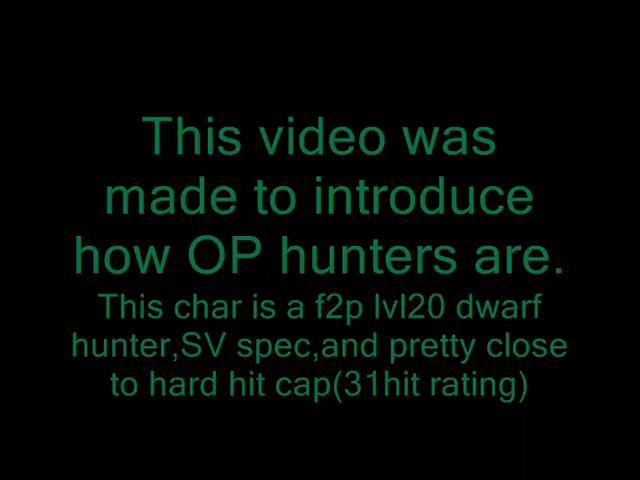 This video was
made to introduce
how OP hunters are.
This char is a f2p lvl20 dwarf
hunter,SV spec,and pretty close
to hard hit cap(31hit rating)